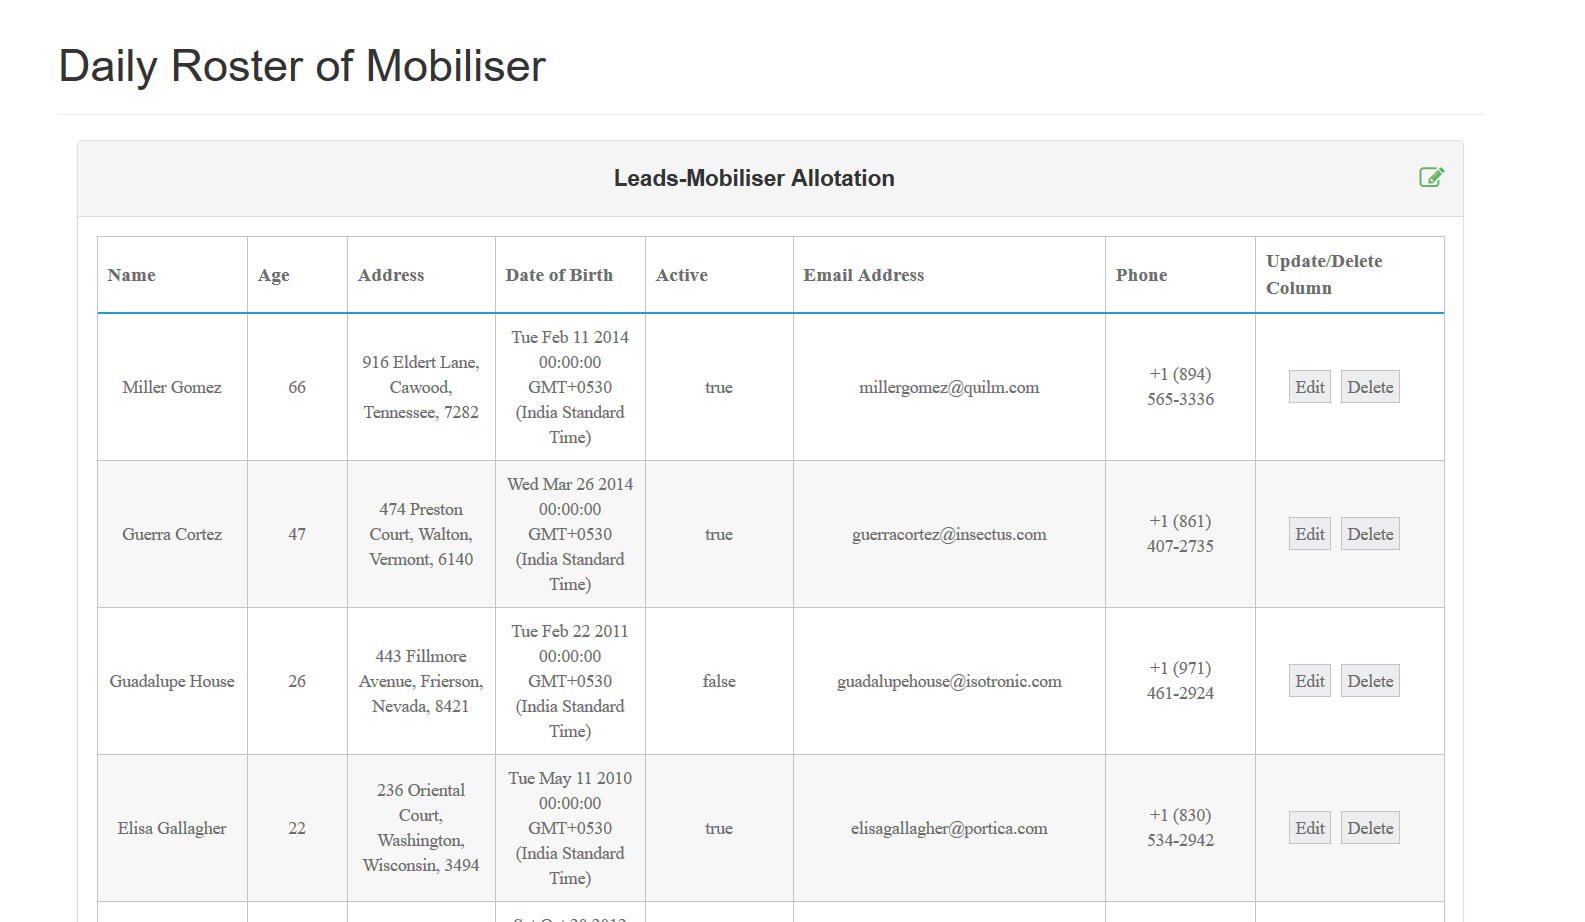 Daily Roster of Mobiliser
Leads-Mobiliser Allotation
Name
Age
Address
Date of Birth
Active
Email Address
Phone
Update/Delete
Column
Miller Gomez
66
916 Eldert Lane,
Cawood,
Tennessee, 7282
Tue Feb 11 2014
00:00:00
GMT+0530
(India Standard
Time)
true
millergomez@quilm.com
+1 (894)
565-3336
Edit
Delete
Guerra Cortez
47
474 Preston
Court, Walton,
Vermont, 6140
Wed Mar 26 2014
00:00:00
GMT+0530
(India Standard
Time)
true
guerracortez@insectus.com
+1 (861)
407-2735
Edit
Delete
Guadalupe House
26
443 Fillmore
Avenue, Frierson,
Nevada, 8421
Tue Feb 22 2011
00:00:00
GMT+0530
(India Standard
Time)
false
guadalupehouse@isotronic.com
+1 (971)
461-2924
Edit
Delete
Elisa Gallagher
22
236 Oriental
Court,
Washington,
Wisconsin, 3494
Tue May 11 2010
00:00:00
GMT+0530
(India Standard
Time)
true
elisagallagher@portica.com
+1 (830)
534-2942
Edit
Delete